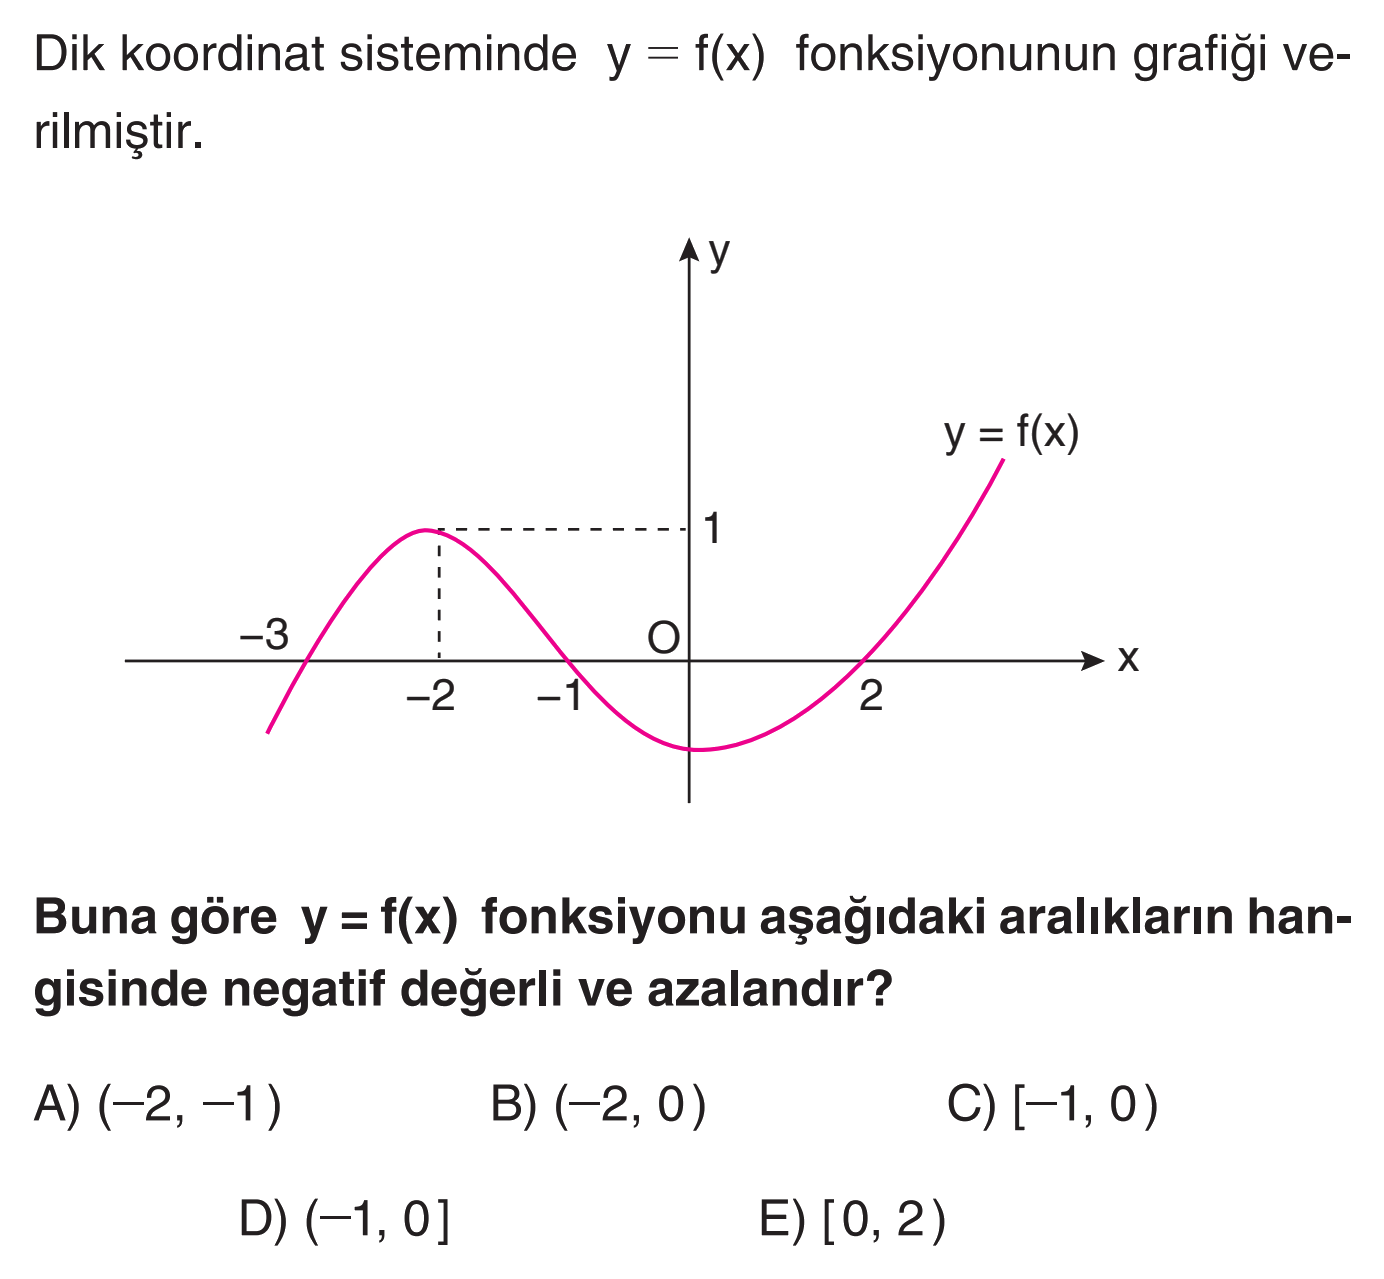 Dik koordinat sisteminde y = f(x) fonksiyonunun grafiği ve-
rilmiştir.
y
y = f(x)
1
−3
O
x
−2
−1
2
Buna göre y = f(x) fonksiyonu aşağıdaki aralıkların han-
gisinde negatif değerli ve azalandır?
A) (−2, −1)
B) (−2, 0)
C) [−1, 0)
D) (−1, 0]
E) [0, 2)